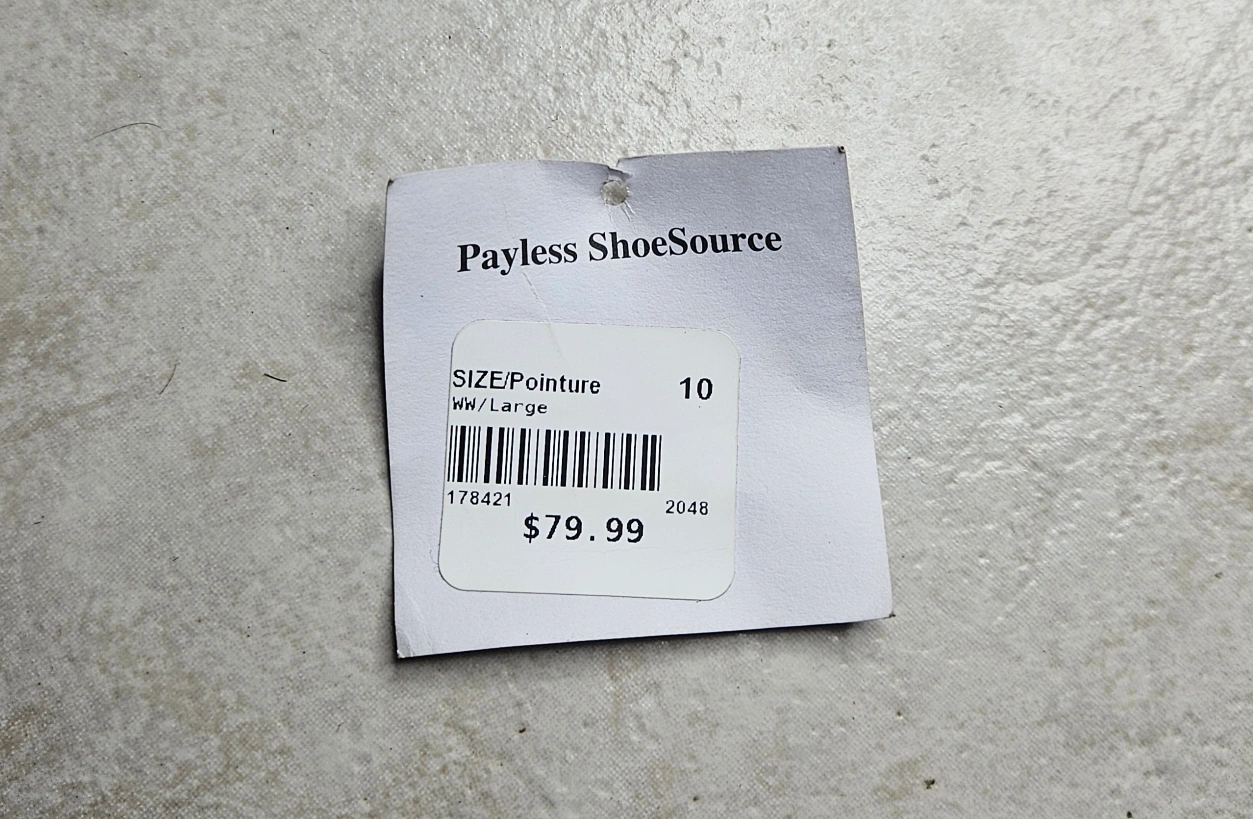 Payless ShoeSource
SIZE/Pointure 10
WW/Large
178421 2048
$79.99